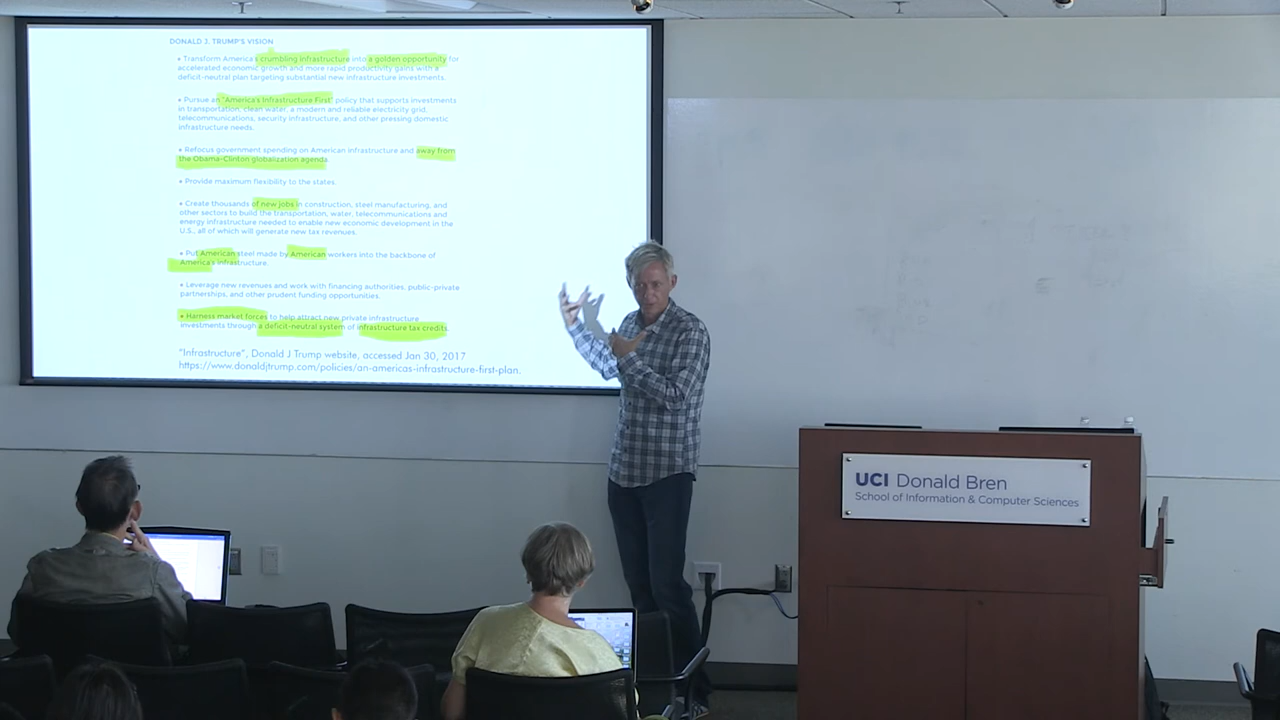 DONALD J. TRUMP'S VISION
• Transform America's crumbling infrastructure into a golden opportunity for
accelerated economic growth and more rapid productivity gains with a
deficit-neutral plan targeting substantial new infrastructure investments.
• Pursue an "America's Infrastructure First" policy that supports investments
in transportation, clean water, a modern and reliable electricity grid,
telecommunications, security infrastructure, and other pressing domestic
infrastructure needs.
• Refocus government spending on American infrastructure and away from
the Obama-Clinton globalization agenda.
• Provide maximum flexibility to the states.
• Create thousands of new jobs in construction, steel manufacturing, and
other sectors to build the transportation, water, telecommunications and
energy infrastructure needed to enable new economic development in the
U.S., all of which will generate new tax revenues.
• Put American steel made by American workers into the backbone of
America's infrastructure.
• Leverage new revenues and work with financing authorities, public-private
partnerships, and other prudent funding opportunities.
• Harness market forces to help attract new private infrastructure
investments through a deficit-neutral system of infrastructure tax credits.
"Infrastructure", Donald J Trump website, accessed Jan 30, 2017
https://www.donaldjtrump.com/policies/an-americas-infrastructure-first-plan.
UCI Donald Bren
School of Information & Computer Sciences